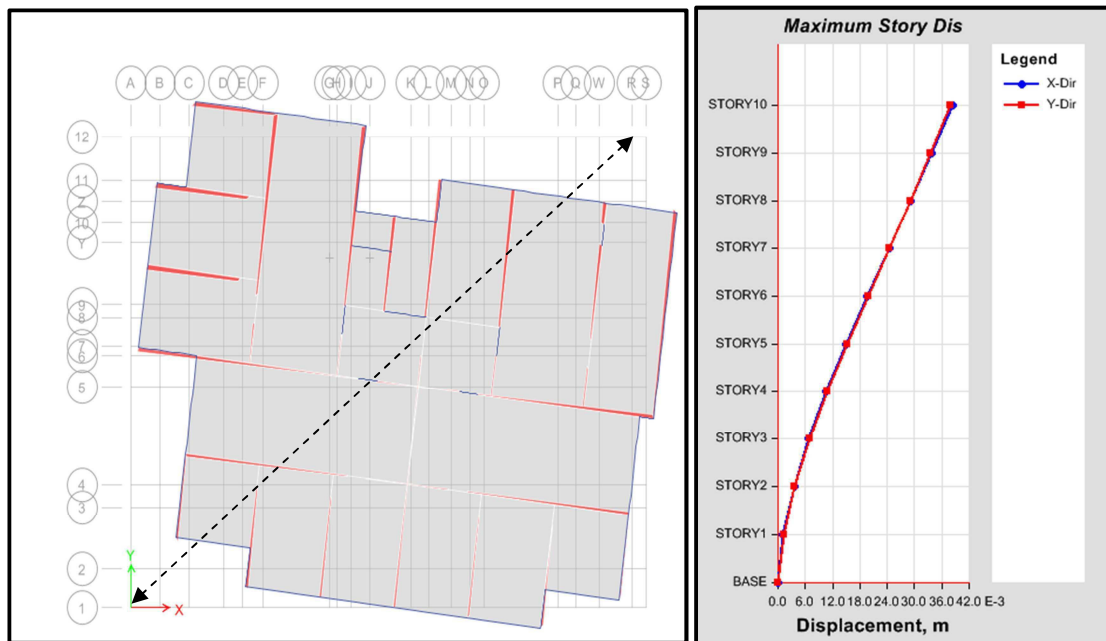 A B C D E F G H I J K L M N O P Q W R S
12
11
Z
10
Y
9
8
7
6
5
4
3
2
1
Y
X
Maximum Story Dis
Legend
X-Dir
Y-Dir
STORY10
STORY9
STORY8
STORY7
STORY6
STORY5
STORY4
STORY3
STORY2
STORY1
BASE
0.0 6.0 12.0 18.0 24.0 30.0 36.0 42.0 E-3
Displacement, m